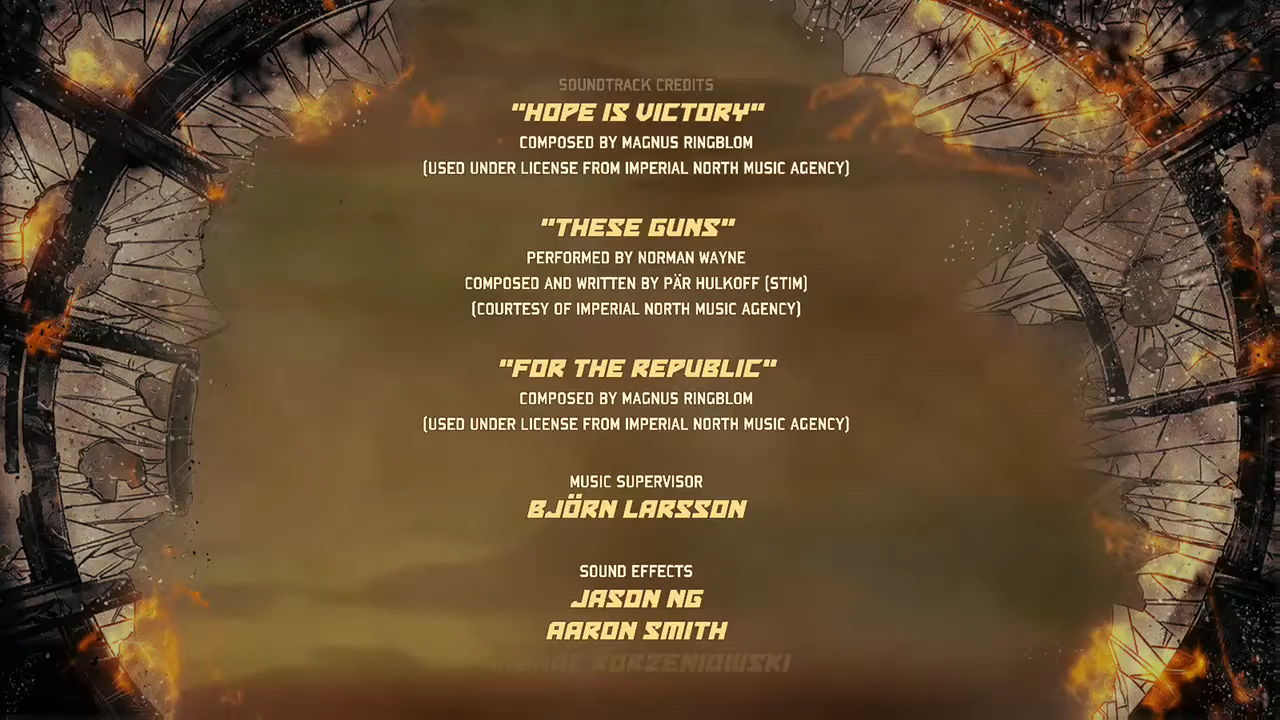 SOUNDTRACK CREDITS
"HOPE IS VICTORY"
COMPOSED BY MAGNUS RINGBLOM
(USED UNDER LICENSE FROM IMPERIAL NORTH MUSIC AGENCY)
"THESE GUNS"
PERFORMED BY NORMAN WAYNE
COMPOSED AND WRITTEN BY PÄR HULKOFF (STIM)
(COURTESY OF IMPERIAL NORTH MUSIC AGENCY)
"FOR THE REPUBLIC"
COMPOSED BY MAGNUS RINGBLOM
(USED UNDER LICENSE FROM IMPERIAL NORTH MUSIC AGENCY)
MUSIC SUPERVISOR
BJÖRN LARSSON
SOUND EFFECTS
JASON NG
AARON SMITH
KORZENIOWSKI